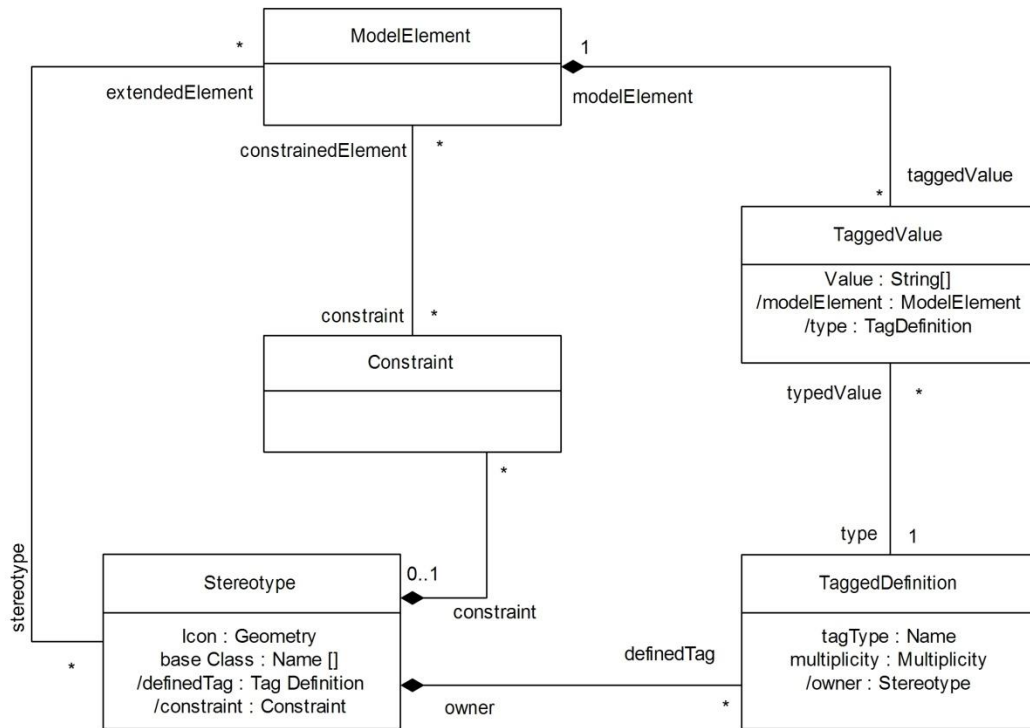 ModelElement
*
1
extendedElement
modelElement
constrainedElement
*
taggedValue
*
TaggedValue
Value : String[]
/modelElement : ModelElement
/type : TagDefinition
constraint
*
Constraint
typedValue
*
*
type
1
stereotype
Stereotype
0..1
constraint
TaggedDefinition
Icon : Geometry
base Class : Name []
/definedTag : Tag Definition
/constraint : Constraint
*
definedTag
owner
*
tagType : Name
multiplicity : Multiplicity
/owner : Stereotype